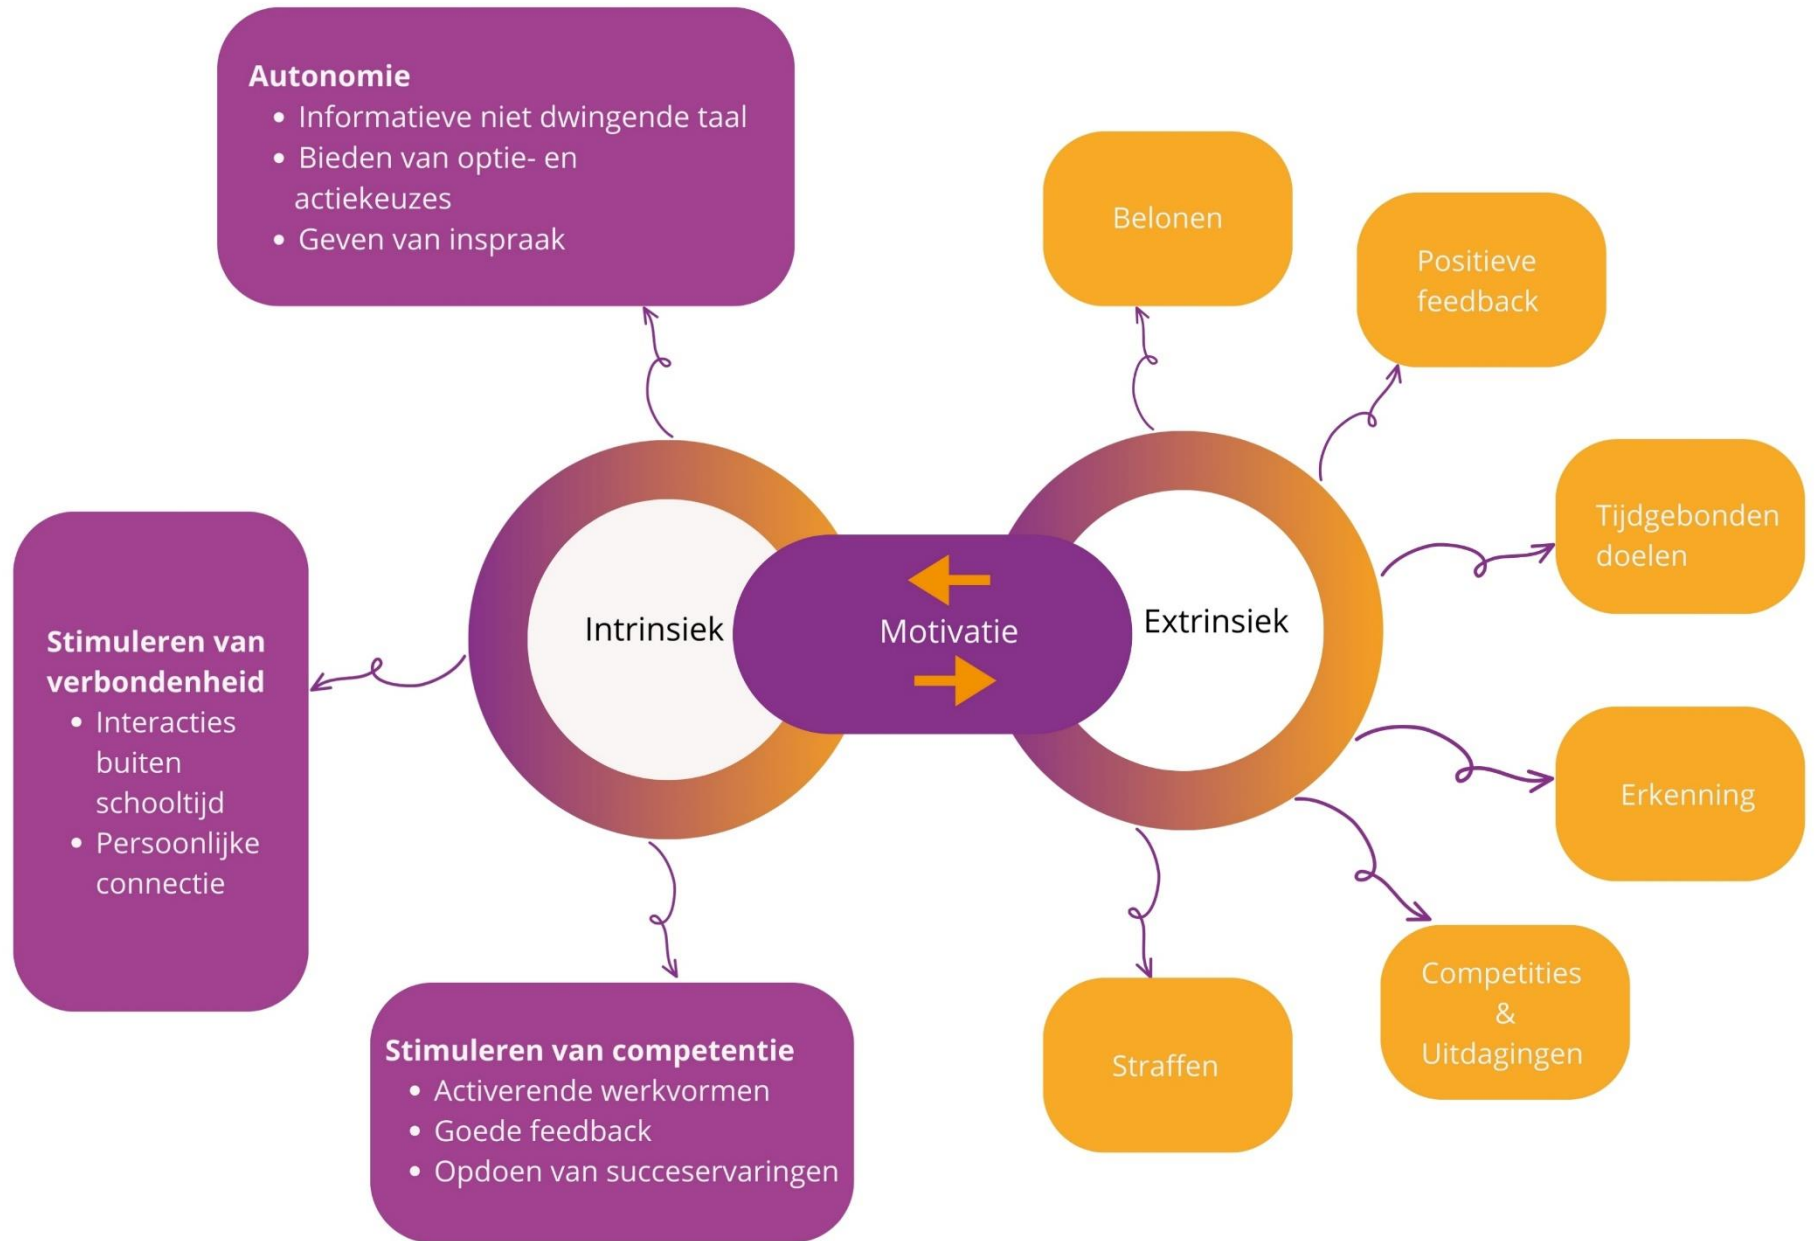 Autonomie
• Informatieve niet dwingende taal
• Bieden van optie- en
actiekeuzes
• Geven van inspraak
Stimuleren van
verbondenheid
• Interacties
buiten
schooltijd
• Persoonlijke
connectie
Stimuleren van competentie
• Activerende werkvormen
• Goede feedback
• Opdoen van succeservaringen
Intrinsiek
Motivatie
Extrinsiek
Belonen
Positieve
feedback
Tijdgebonden
doelen
Erkenning
Competities
&
Uitdagingen
Straffen